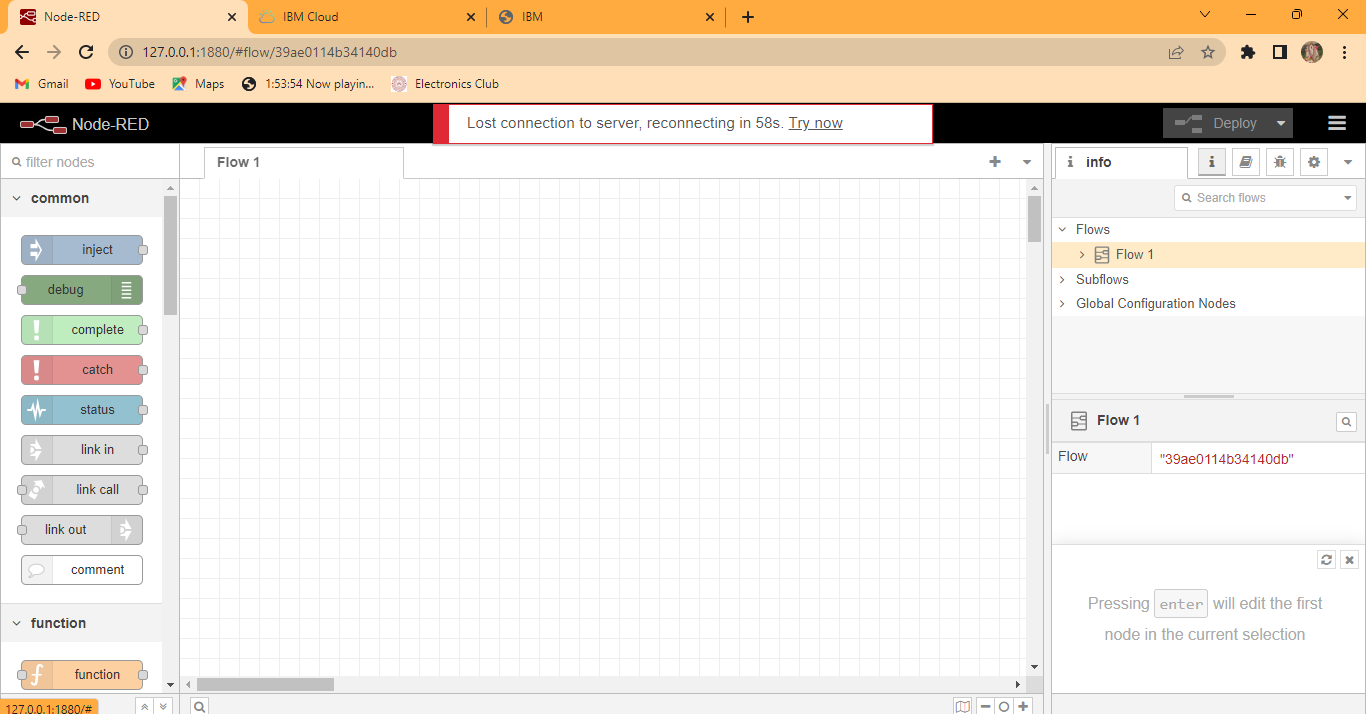 Node-RED
IBM Cloud
IBM
127.0.0.1:1880/#flow/39ae0114b34140db
Gmail
YouTube
Maps
1:53:54 Now playin...
Electronics Club
Node-RED
Lost connection to server, reconnecting in 58s. Try now
Deploy
filter nodes
Flow 1
i info
i
common
Search flows
inject
debug
complete
catch
status
link in
link call
link out
comment
function
function
Flows
Flow 1
Subflows
Global Configuration Nodes
Flow 1
Flow "39ae0114b34140db"
Pressing enter will edit the first
node in the current selection
127.0.0.1:1880/#